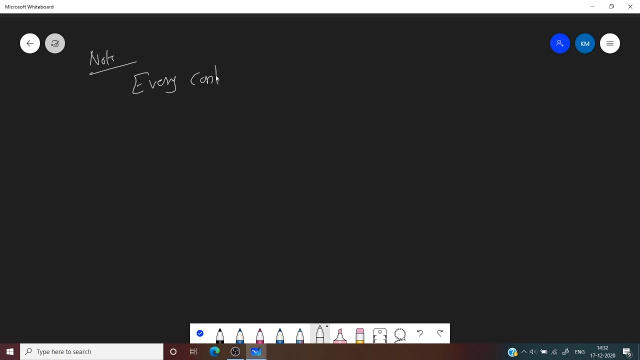 Microsoft Whiteboard
KM
Note
Every cont
Type here to search
14:32
ENG
17-12-2020